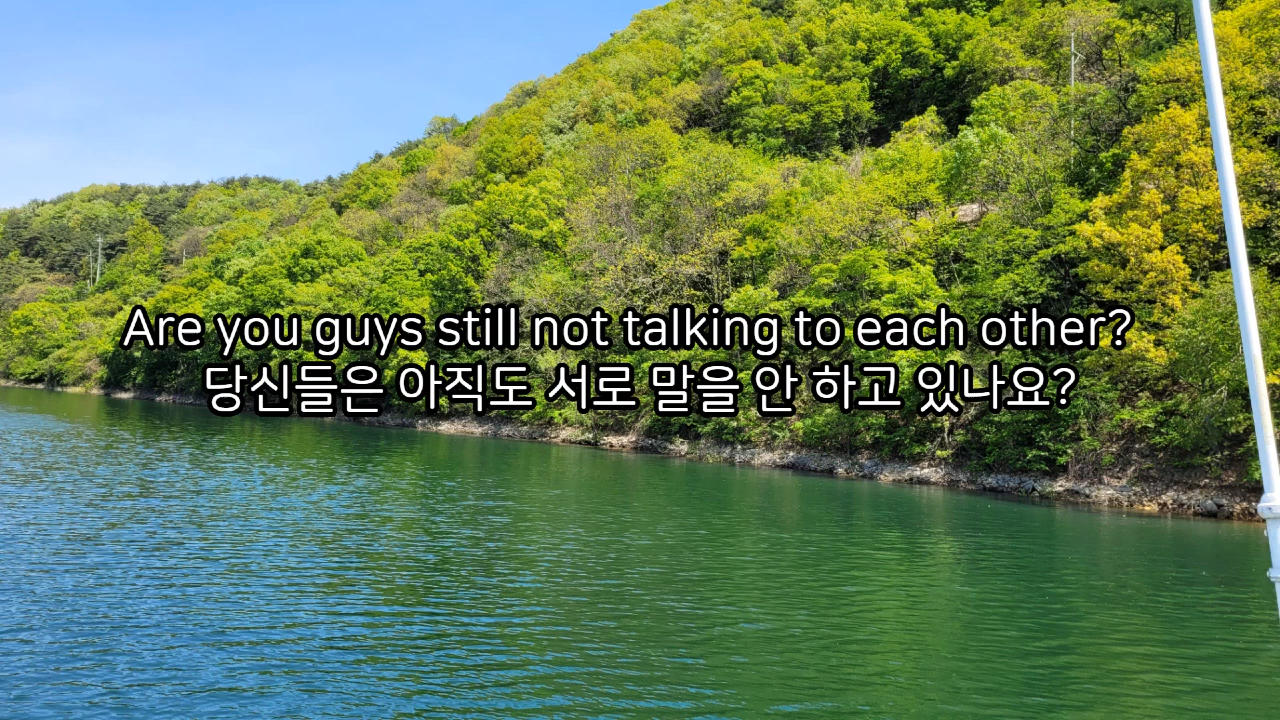 Are you guys still not talking to each other?
당신들은 아직도 서로 말을 안 하고 있나요?